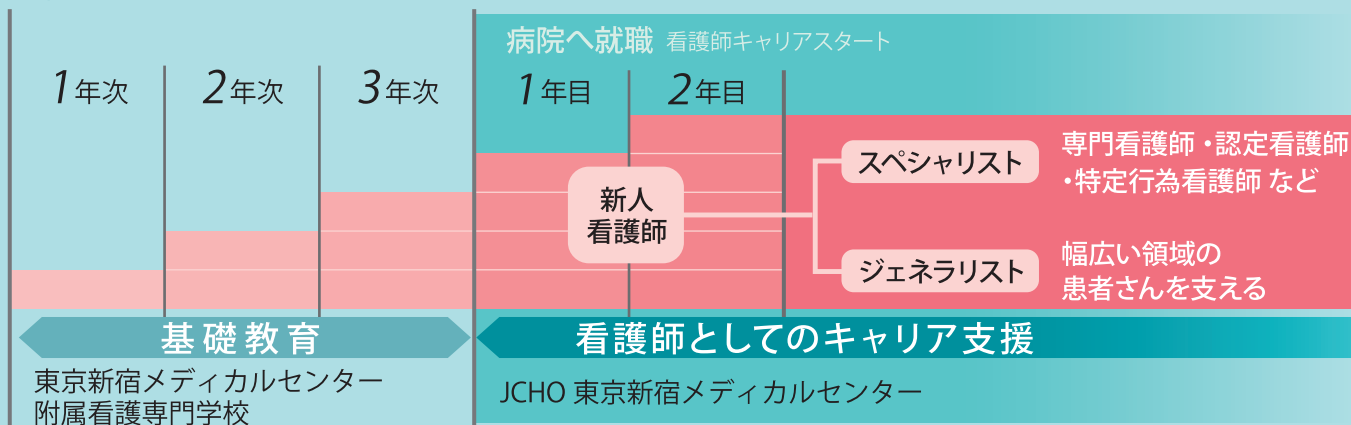 病院へ就職 看護師キャリアスタート
1年次
2年次
3年次
1年目
2年目
新人
看護師
スペシャリスト
専門看護師・認定看護師
・特定行為看護師 など
ジェネラリスト
幅広い領域の
患者さんを支える
基礎教育
看護師としてのキャリア支援
東京新宿メディカルセンター
附属看護専門学校
JCHO 東京新宿メディカルセンター